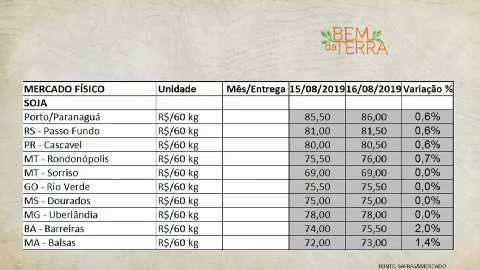 BEM
da TERRA
MERCADO FÍSICO Unidade Mês/Entrega 15/08/2019 16/08/2019 Variação %
SOJA
Porto/Paranaguá R$/60 kg 85,50 86,00 0,6%
RS - Passo Fundo R$/60 kg 81,00 81,50 0,6%
PR - Cascavel R$/60 kg 80,00 80,50 0,6%
MT - Rondonópolis R$/60 kg 75,50 76,00 0,7%
MT - Sorriso R$/60 kg 69,00 69,00 0,0%
GO - Rio Verde R$/60 kg 75,50 75,50 0,0%
MS - Dourados R$/60 kg 75,00 75,00 0,0%
MG - Uberlândia R$/60 kg 78,00 78,00 0,0%
BA - Barreiras R$/60 kg 74,00 75,50 2,0%
MA - Balsas R$/60 kg 72,00 73,00 1,4%
FONTE: SAFRAS&MERCADO